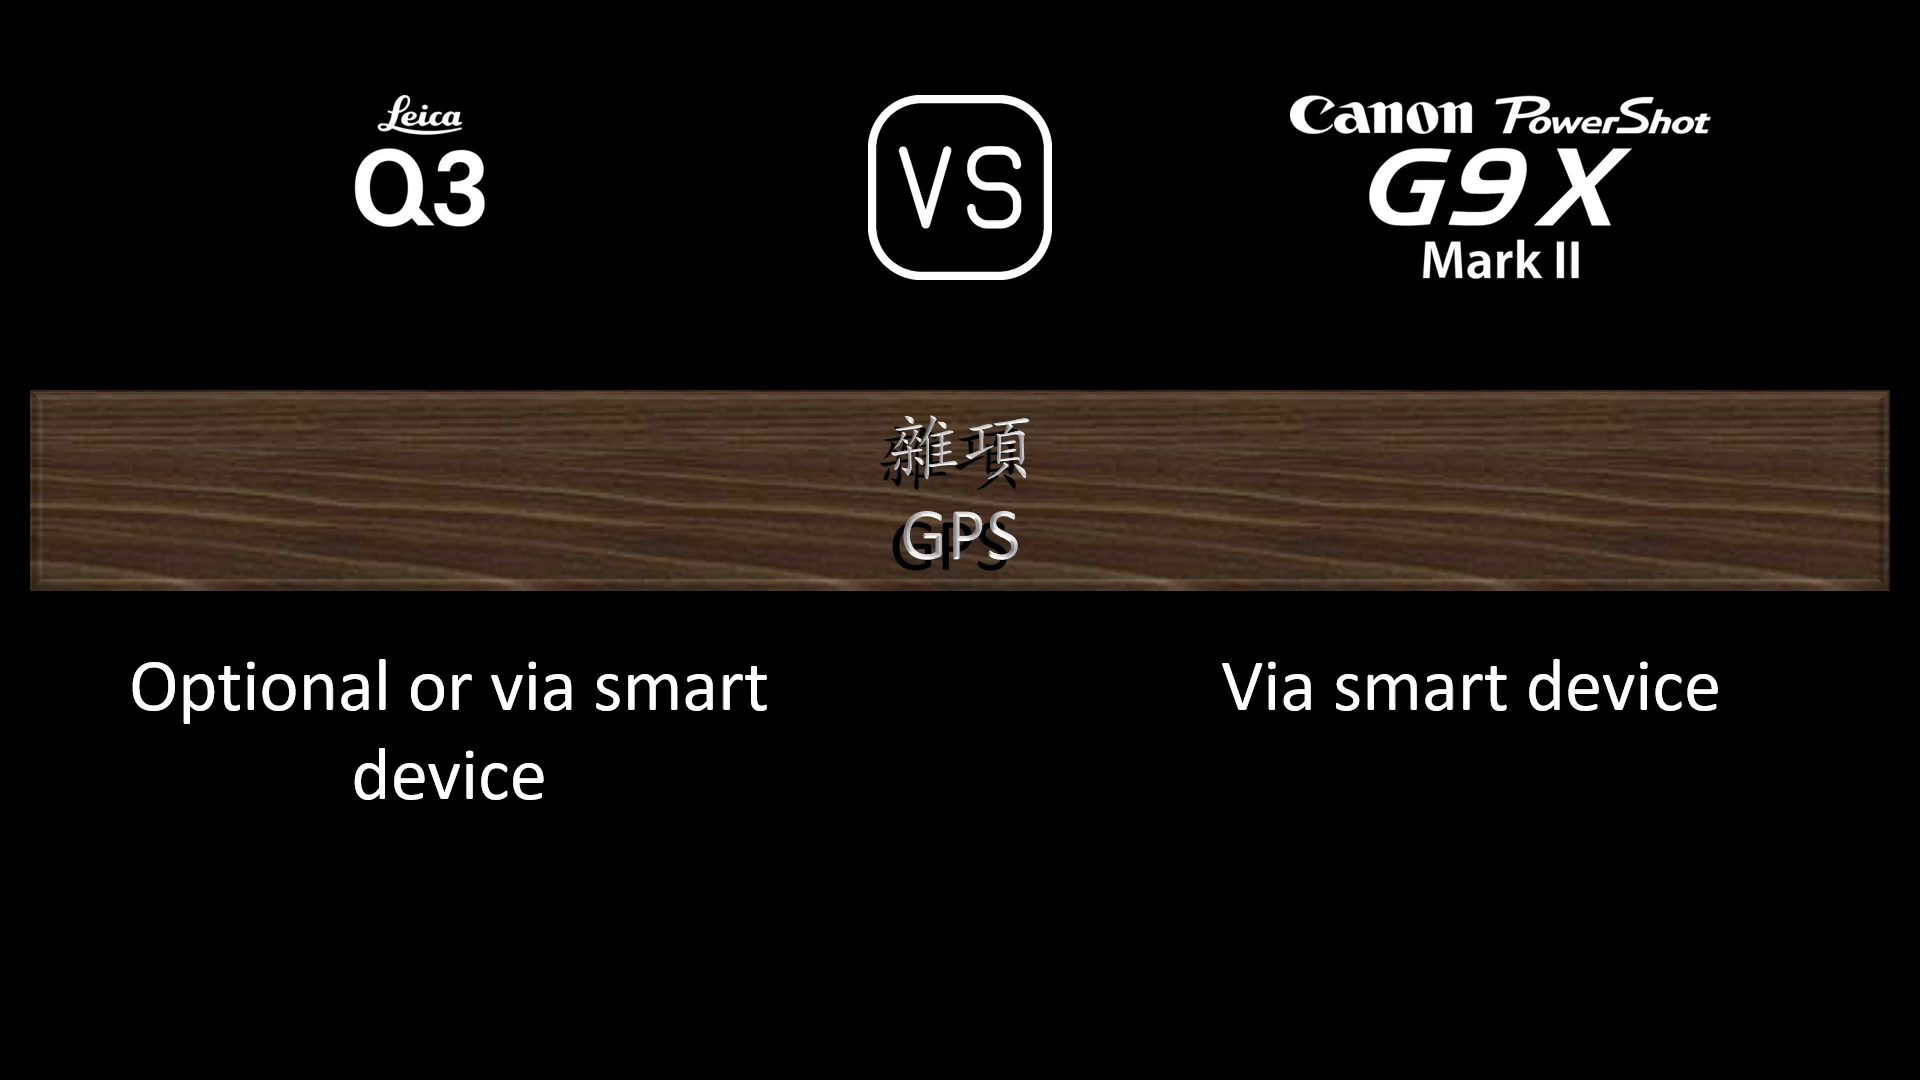 Leica
Q3
VS
Canon PowerShot
G9 X
Mark II
雜項
GPS
Optional or via smart
device
Via smart device